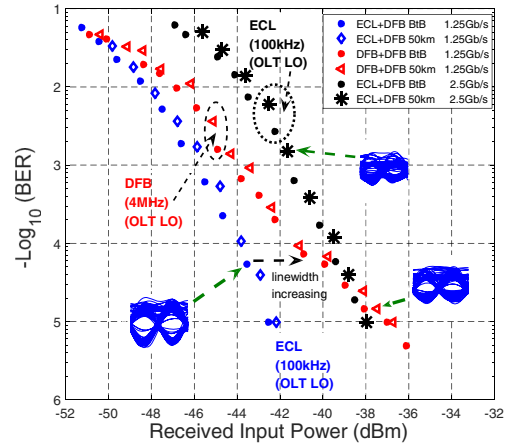 1
2
3
4
5
6
-Log10 (BER)
-52 -50 -48 -46 -44 -42 -40 -38 -36 -34 -32
Received Input Power (dBm)
ECL+DFB BtB 1.25Gb/s
ECL+DFB 50km 1.25Gb/s
DFB+DFB BtB 1.25Gb/s
DFB+DFB 50km 1.25Gb/s
ECL+DFB BtB 2.5Gb/s
ECL+DFB 50km 2.5Gb/s
ECL
(100kHz)
(OLT LO)
DFB
(4MHz)
(OLT LO)
linewidth
increasing
ECL
(100kHz)
(OLT LO)